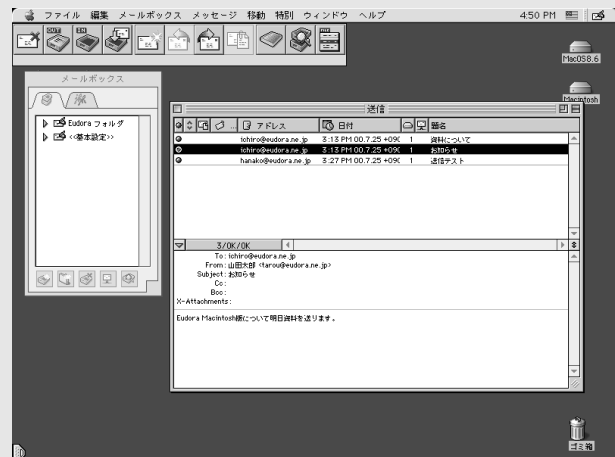 ファイル 編集 メールボックス メッセージ 移動 特別 ウィンドウ ヘルプ 4:50 PM
OUT IN
MacOS8.6
Macintosh
メールボックス
Eudora フォルダ
<<基本設定>>
送信
アドレス 日付 題名
ichiro@eudora.ne.jp 3:13 PM 00.7.25 +090 1 資料について
ichiro@eudora.ne.jp 3:13 PM 00.7.25 +090 1 お知らせ
hanako@eudora.ne.jp 3:27 PM 00.7.25 +090 1 送信テスト
3/0K/0K
To: ichiro@eudora.ne.jp
From: 山田太郎 <tarou@eudora.ne.jp>
Subject: お知らせ
Cc:
Bcc:
X-Attachments:
Eudora Macintosh版について明日資料を送ります。
ゴミ箱